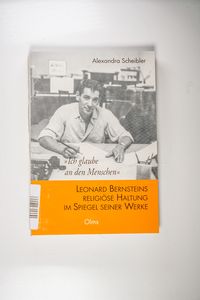 Alexandra Scheibler
»Ich glaube
an den Menschen«
LEONARD BERNSTEINS
RELIGIÖSE HALTUNG
IM SPIEGEL SEINER WERKE
Olms